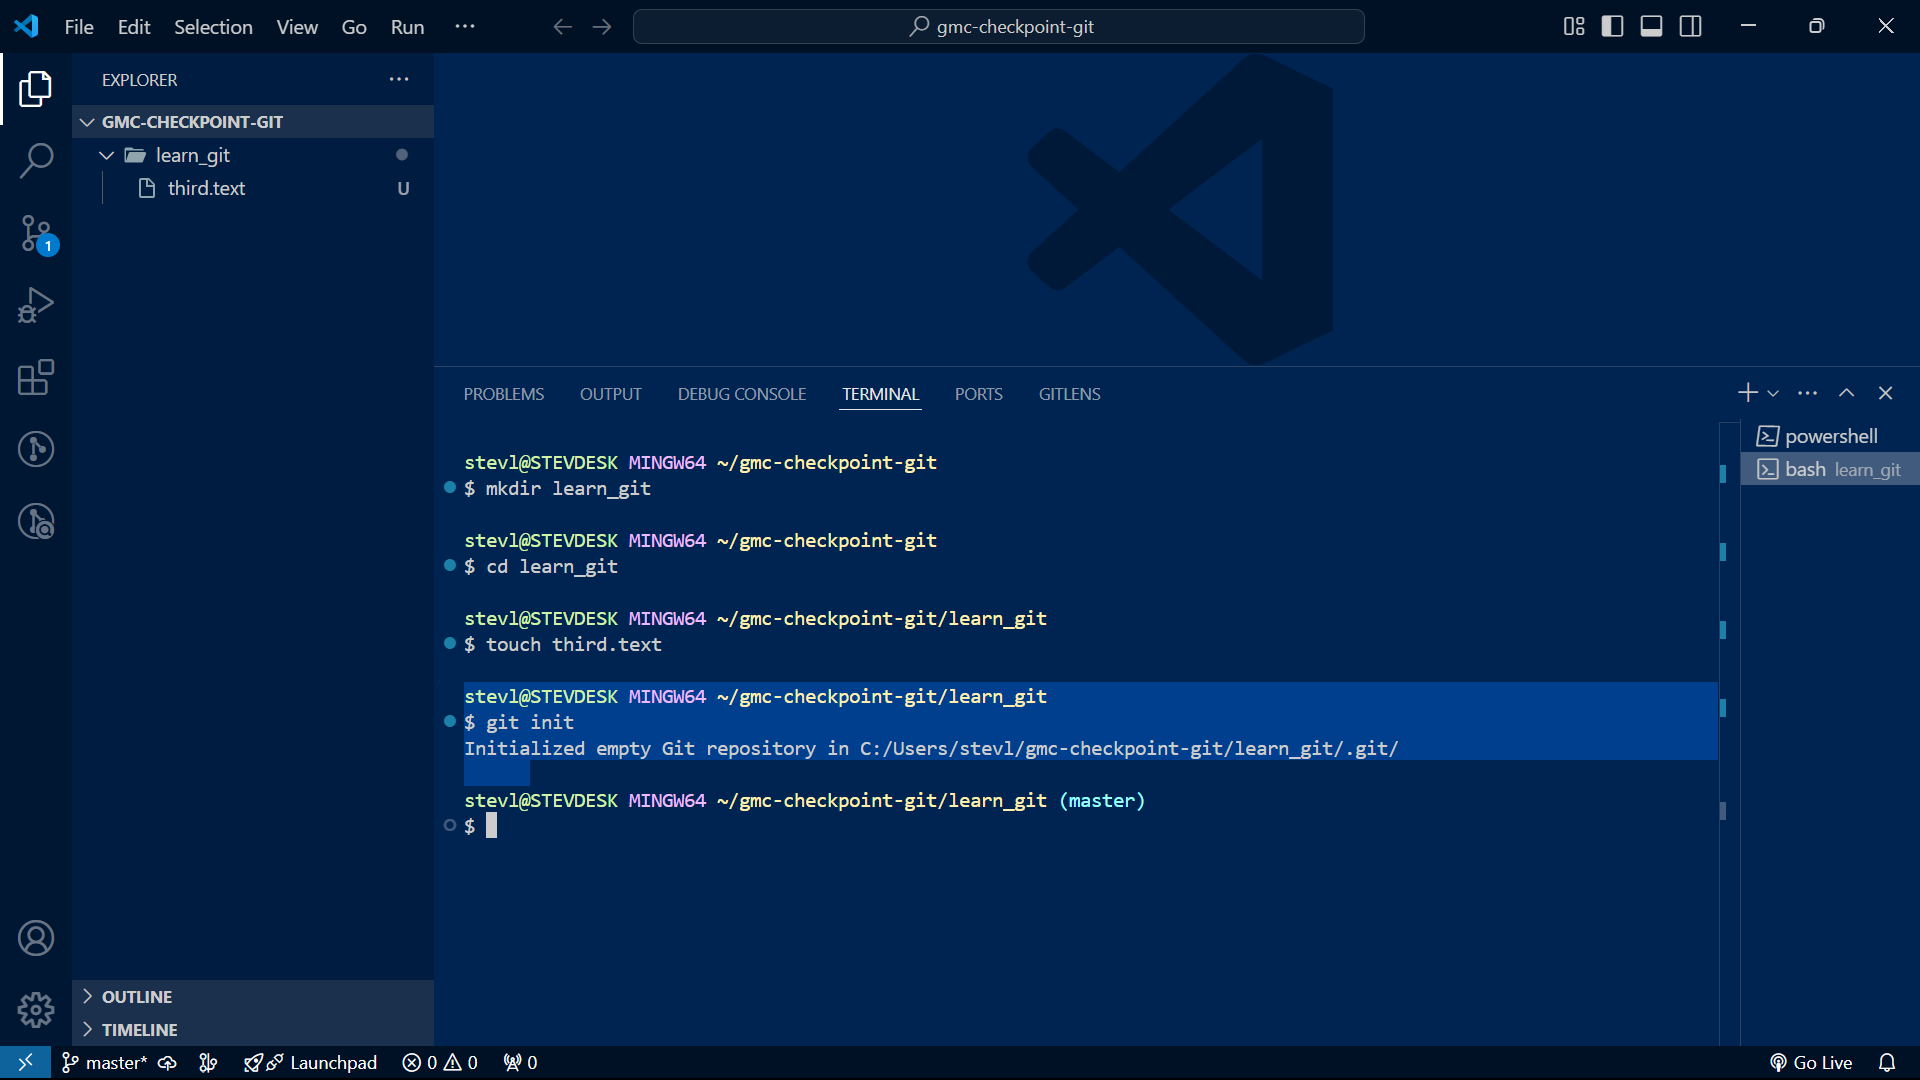 File Edit Selection View Go Run ···
gmc-checkpoint-git
EXPLORER ···
GMC-CHECKPOINT-GIT
learn_git
third.text U
1
PROBLEMS OUTPUT DEBUG CONSOLE TERMINAL PORTS GITLENS
powershell
bash learn_git
stevl@STEVDESK MINGW64 ~/gmc-checkpoint-git
$ mkdir learn_git
stevl@STEVDESK MINGW64 ~/gmc-checkpoint-git
$ cd learn_git
stevl@STEVDESK MINGW64 ~/gmc-checkpoint-git/learn_git
$ touch third.text
stevl@STEVDESK MINGW64 ~/gmc-checkpoint-git/learn_git
$ git init
Initialized empty Git repository in C:/Users/stevl/gmc-checkpoint-git/learn_git/.git/
stevl@STEVDESK MINGW64 ~/gmc-checkpoint-git/learn_git (master)
$
OUTLINE
TIMELINE
master* Launchpad 0 0 0 Go Live